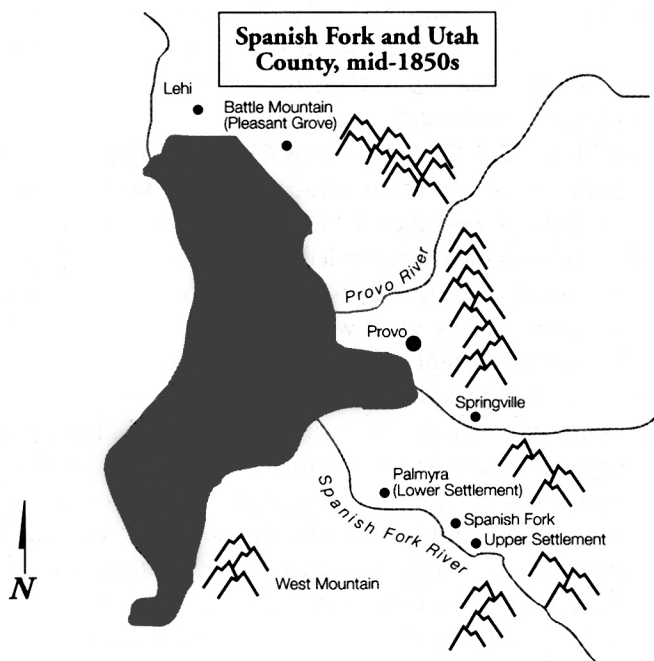 Spanish Fork and Utah
County, mid-1850s
Lehi
Battle Mountain
(Pleasant Grove)
Provo River
Provo
Springville
Palmyra
(Lower Settlement)
Spanish Fork
Upper Settlement
Spanish Fork River
West Mountain
N